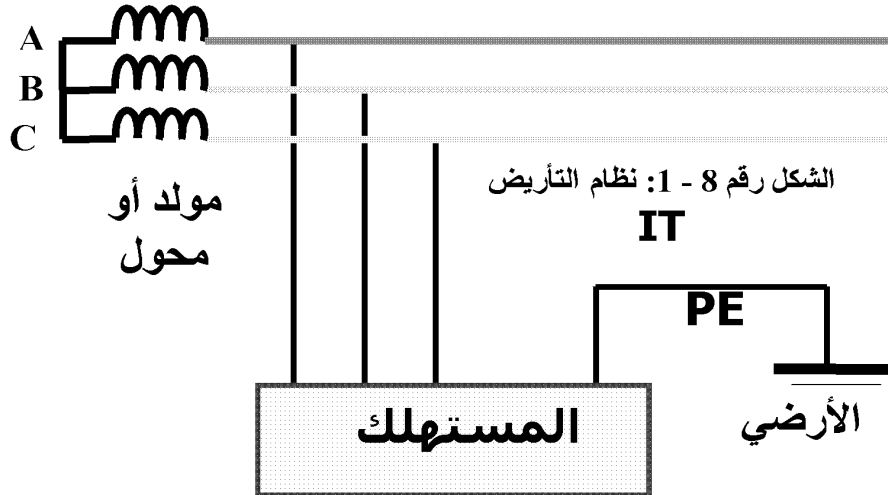 A
B
C
مولد أو
محول
الشكل رقم 8 - 1: نظام التأريض
IT
PE
المستهلك
الأرضي